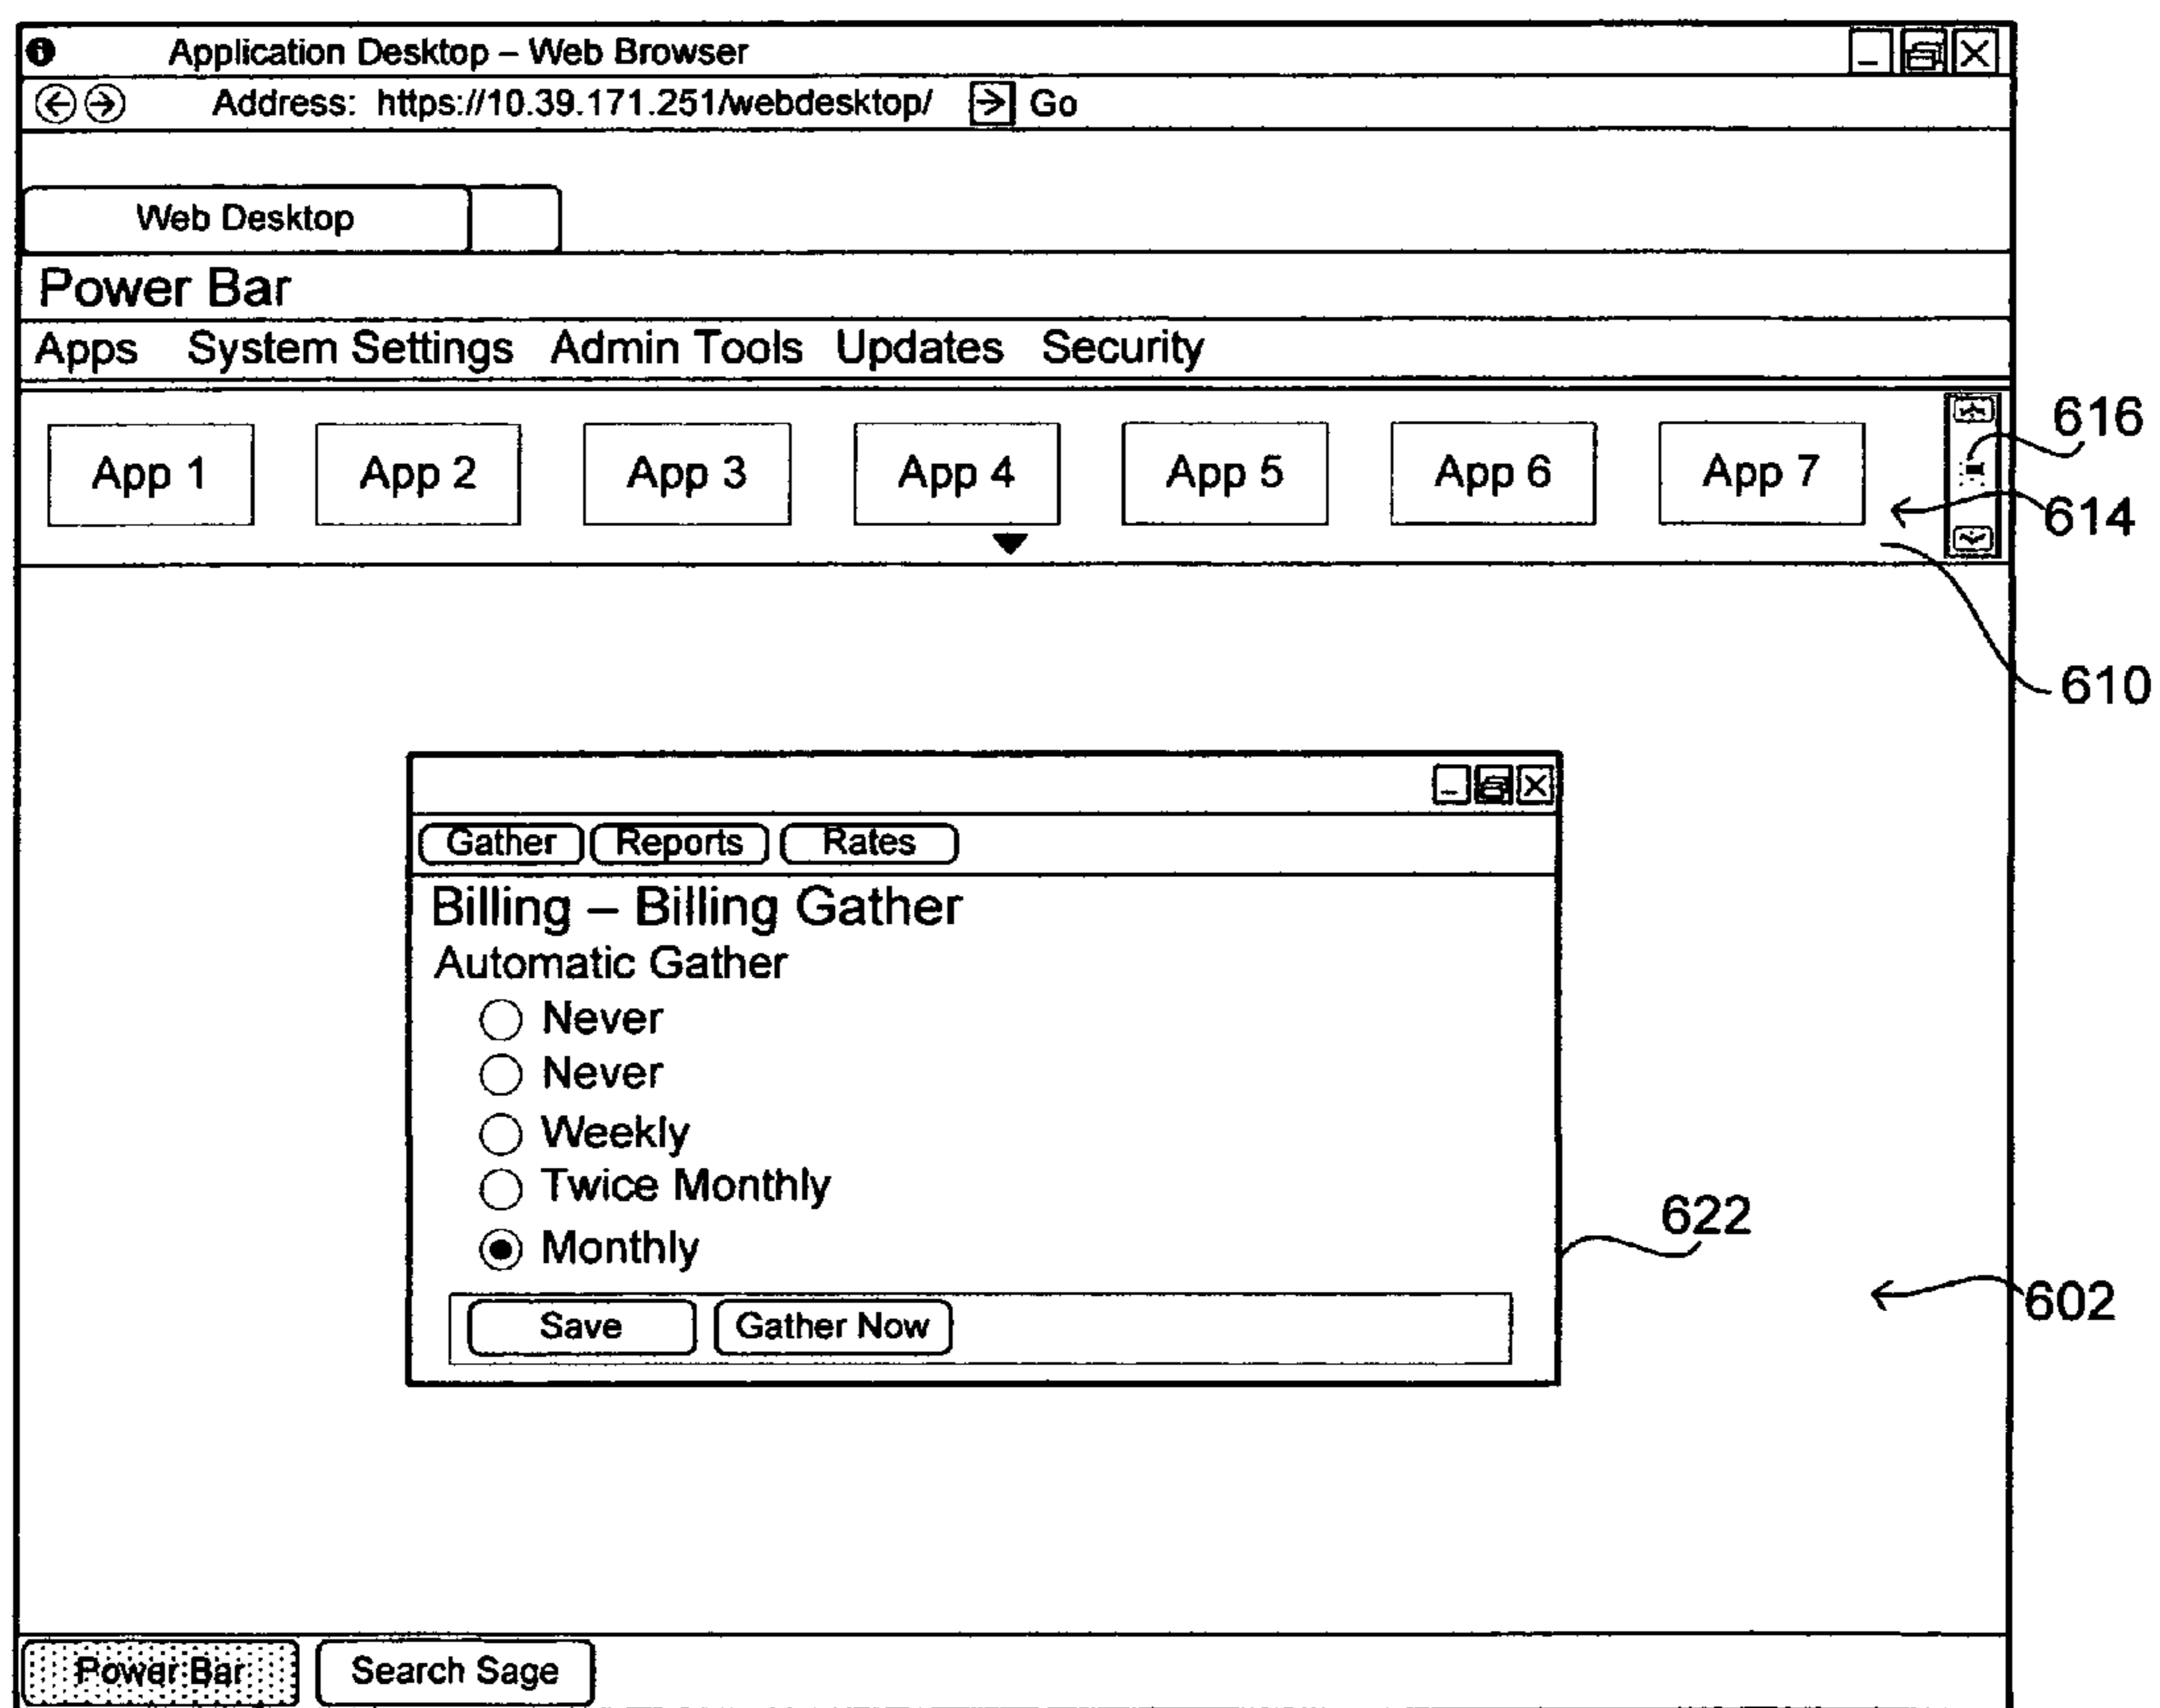 Application Desktop – Web Browser
Address: https://10.39.171.251/webdesktop/ Go
Web Desktop
Power Bar
Apps System Settings Admin Tools Updates Security
616
App 1 App 2 App 3 App 4 App 5 App 6 App 7
614
610
Gather Reports Rates
Billing – Billing Gather
Automatic Gather
Never
Never
Weekly
Twice Monthly
622
Monthly
602
Save Gather Now
Power Bar Search Sage